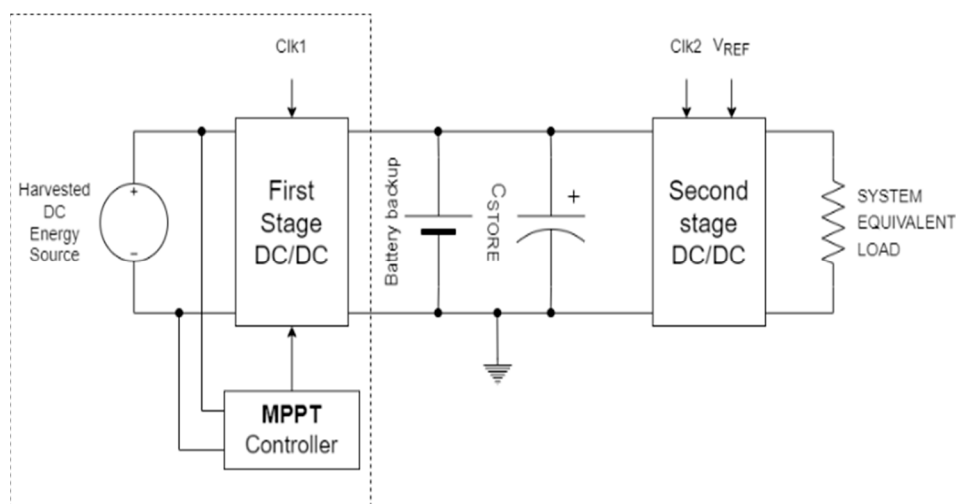 Clk1
Clk2 VREF
Harvested
DC
Energy
Source
+
−
First
Stage
DC/DC
Battery backup
CSTORE
+
Second
stage
DC/DC
SYSTEM
EQUIVALENT
LOAD
MPPT
Controller